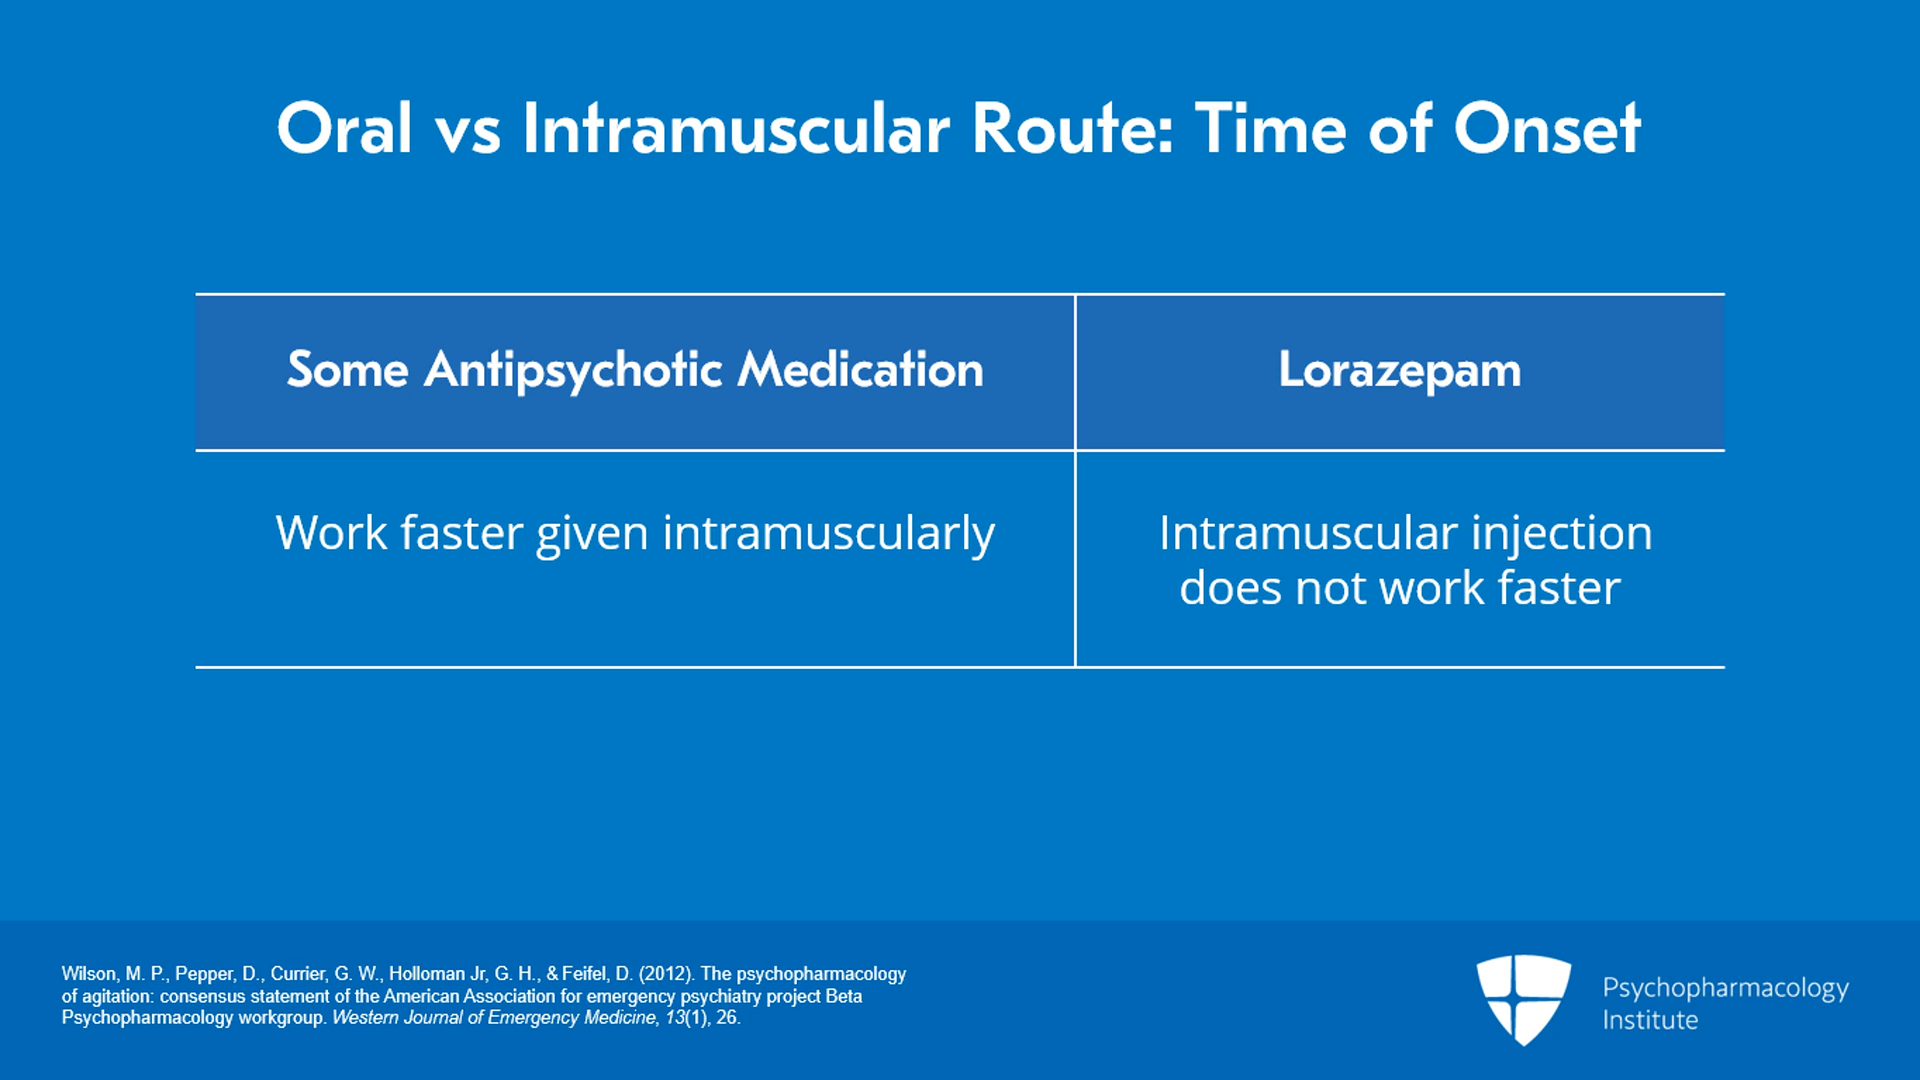 Oral vs Intramuscular Route: Time of Onset
Some Antipsychotic Medication
Lorazepam
Work faster given intramuscularly
Intramuscular injection
does not work faster
Wilson, M. P., Pepper, D., Currier, G. W., Holloman Jr, G. H., & Feifel, D. (2012). The psychopharmacology
of agitation: consensus statement of the American Association for emergency psychiatry project Beta
Psychopharmacology workgroup. Western Journal of Emergency Medicine, 13(1), 26.
Psychopharmacology
Institute